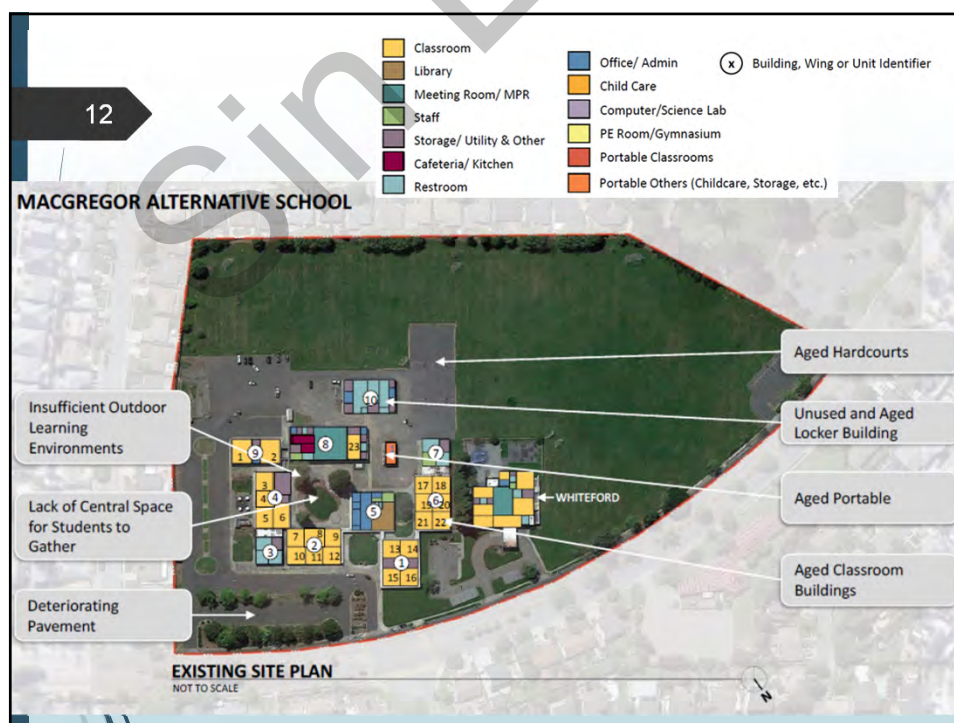 12
Classroom
Library
Meeting Room/ MPR
Staff
Storage/ Utility & Other
Cafeteria/ Kitchen
Restroom
Office/ Admin
Child Care
Computer/Science Lab
PE Room/Gymnasium
Portable Classrooms
Portable Others (Childcare, Storage, etc.)
x Building, Wing or Unit Identifier
Sin
MACGREGOR ALTERNATIVE SCHOOL
Insufficient Outdoor
Learning
Environments
Lack of Central Space
for Students to
Gather
Deteriorating
Pavement
Aged Hardcourts
Unused and Aged
Locker Building
Aged Portable
Aged Classroom
Buildings
10
1 9 2
8 23
7
3
4 4
5 6
17 18
6
19 20
21 22
WHITEFORD
5
3
7 8 9
2
10 11 12
13 14
1
15 16
EXISTING SITE PLAN
NOT TO SCALE
N